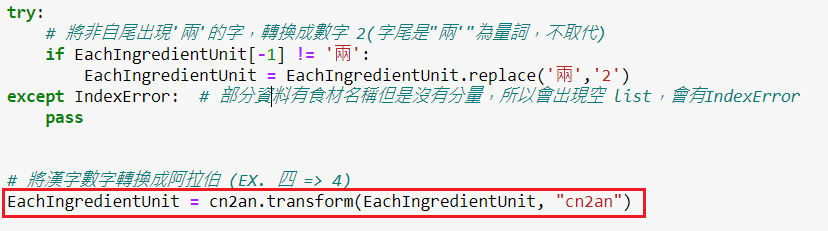 try:
    # 將非自尾出現'兩'的字，轉換成數字 2(字尾是"兩'"為量詞，不取代)
    if EachIngredientUnit[-1] != '兩':
        EachIngredientUnit = EachIngredientUnit.replace('兩','2')
except IndexError:  # 部分資料有食材名稱但是沒有分量，所以會出現空 list，會有IndexError
    pass
# 將漢字數字轉換成阿拉伯 (EX. 四 => 4)
EachIngredientUnit = cn2an.transform(EachIngredientUnit, "cn2an")